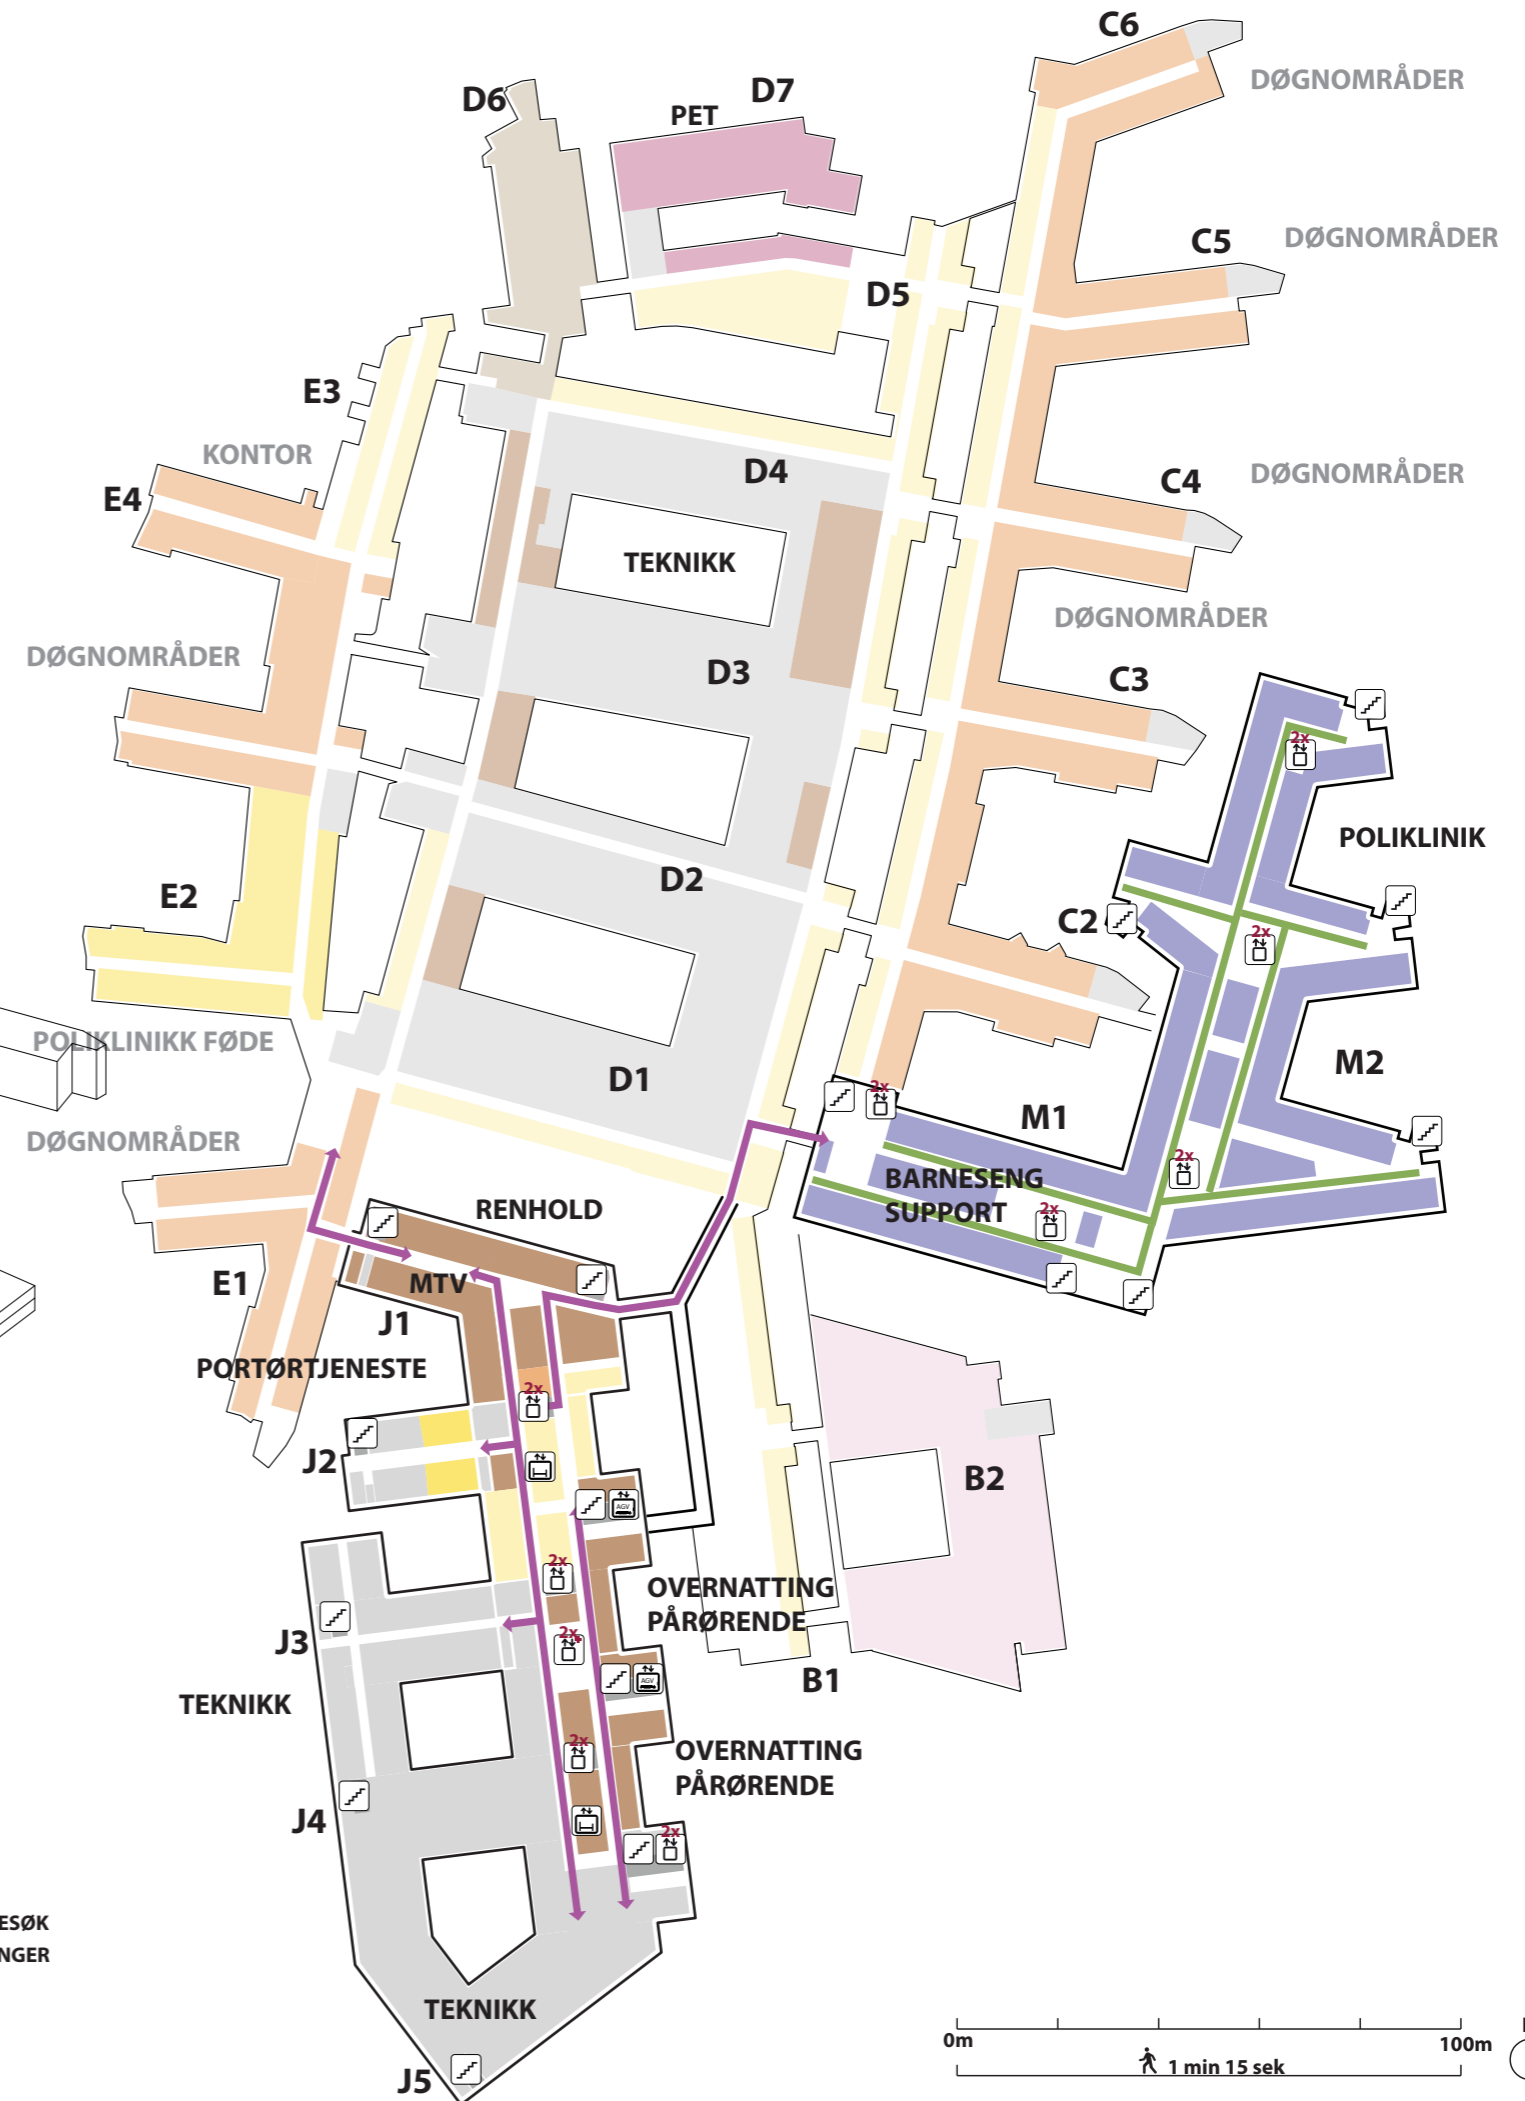 C6
DØGNOMRÅDER
D6
D7
PET
C5
DØGNOMRÅDER
D5
E3
KONTOR
D4
C4
DØGNOMRÅDER
E4
TEKNIKK
DØGNOMRÅDER
DØGNOMRÅDER
D3
C3
2x
POLIKLINIK
E2
D2
C2
2x
POLIKLINIKK FØDE
D1
M2
2x
M1
DØGNOMRÅDER
2x
BARNESENG
SUPPORT
RENHOLD
2x
E1
MTV
J1
PORTØRTJENESTE
2x
J2
B2
AGV
2x
OVERNATTING
PÅRØRENDE
J3
2x
B1
AGV
TEKNIKK
2x
OVERNATTING
PÅRØRENDE
J4
2x
ESØK
NGER
TEKNIKK
0m
100m
1 min 15 sek
J5